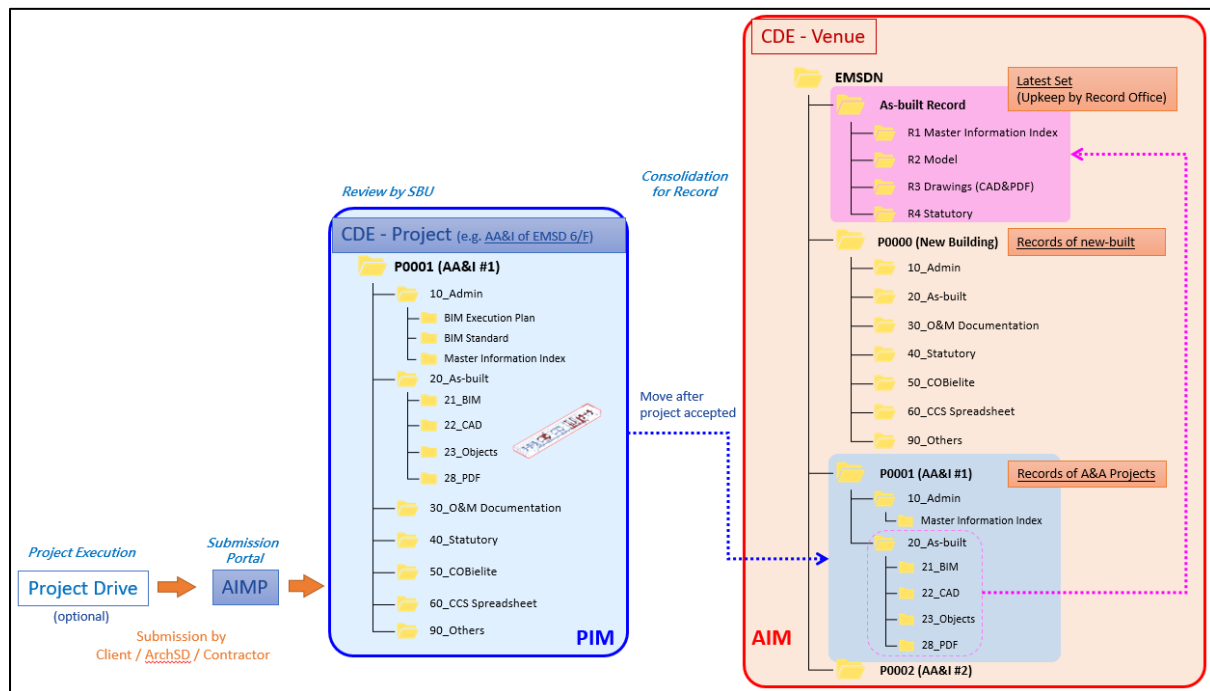 Project Execution
Project Drive
(optional)
Submission
Portal
AIMP
Submission by
Client / ArchSD / Contractor
Review by SBU
CDE - Project (e.g. AA&I of EMSD 6/F)
P0001 (AA&I #1)
10_Admin
BIM Execution Plan
BIM Standard
Master Information Index
20_As-built
21_BIM
22_CAD
23_Objects
28_PDF
30_O&M Documentation
40_Statutory
50_COBielite
60_CCS Spreadsheet
90_Others
PIM
Consolidation
for Record
Move after
project accepted
CDE - Venue
EMSDN
Latest Set
(Upkeep by Record Office)
As-built Record
R1 Master Information Index
R2 Model
R3 Drawings (CAD&PDF)
R4 Statutory
P0000 (New Building)
Records of new-built
10_Admin
20_As-built
30_O&M Documentation
40_Statutory
50_COBielite
60_CCS Spreadsheet
90_Others
P0001 (AA&I #1)
Records of A&A Projects
10_Admin
Master Information Index
20_As-built
21_BIM
22_CAD
23_Objects
28_PDF
AIM
P0002 (AA&I #2)